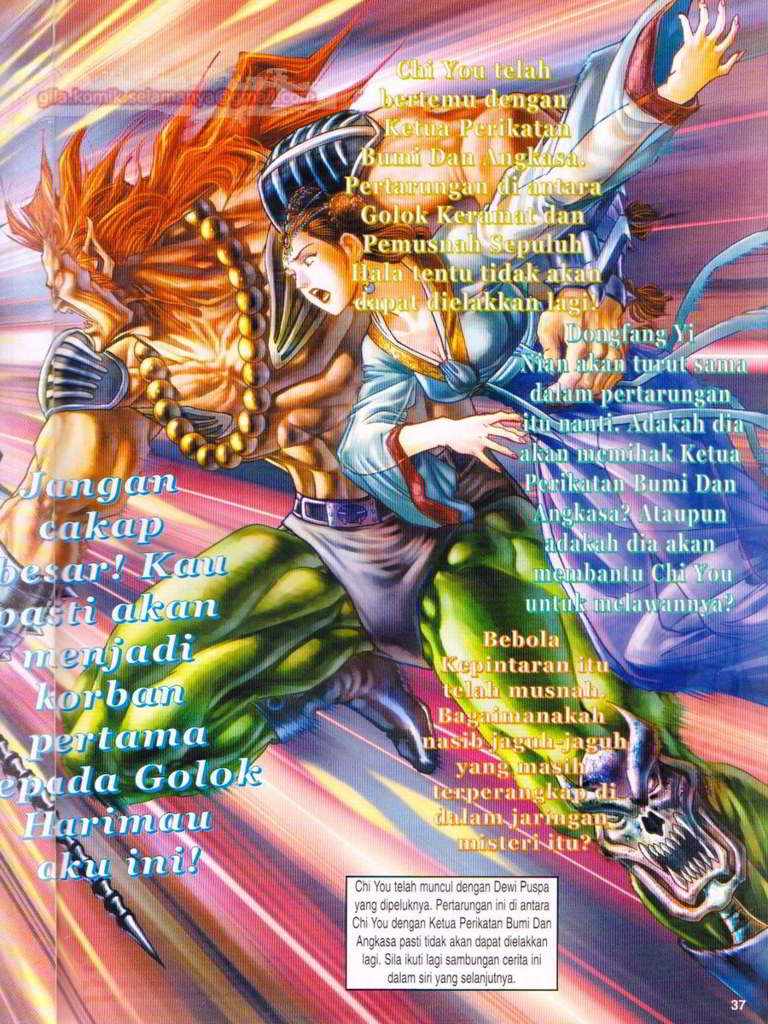 gila.komik.selamanya@gmail.com
Chi You telah
bertemu dengan
Ketua Perikatan
Bumi Dan Angkasa.
Pertarungan di antara
Golok Keramat dan
Pemusnah Sepuluh
Hala tentu tidak akan
dapat dielakkan lagi!
Dongfang Yi
Nian akan turut sama
dalam pertarungan
itu nanti. Adakah dia
akan memihak Ketua
Perikatan Bumi Dan
Angkasa? Ataupun
adakah dia akan
membantu Chi You
untuk melawannya?
Jangan
cakap
besar! Kau
pasti akan
menjadi
korban
pertama
epada Golok
Harimau
aku ini!
Bebola
Kepintaran itu
telah musnah.
Bagaimanakah
nasib jaguh-jaguh
yang masih
terperangkap di
dalam jaringan
misteri itu?
Chi You telah muncul dengan Dewi Puspa
yang dipeluknya. Pertarungan ini di antara
Chi You dengan Ketua Perikatan Bumi Dan
Angkasa pasti tidak akan dapat dielakkan
lagi. Sila ikuti lagi sambungan cerita ini
dalam siri yang selanjutnya.
37